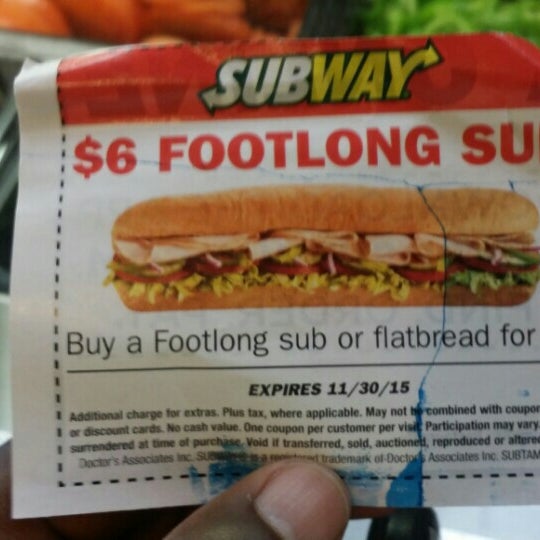 SUBWAY
$6 FOOTLONG SU
Buy a Footlong sub or flatbread for
EXPIRES 11/30/15
Additional charge for extras. Plus tax, where applicable. May not be combined with coupon
or discount cards. No cash value. One coupon per customer per visit. Participation may vary.
surrendered at time of purchase. Void if transferred, sold, auctioned, reproduced or altere
Doctor's Associates Inc. SUBWAY® is a registered trademark of Doctor's Associates Inc. SUBTAM